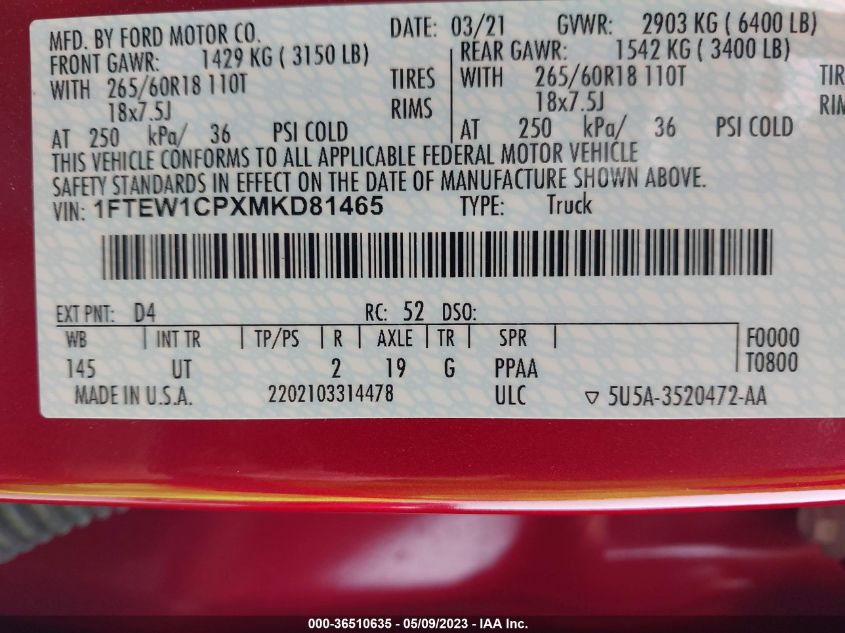 MFD. BY FORD MOTOR CO. DATE: 03/21 GVWR: 2903 KG ( 6400 LB)
FRONT GAWR: 1429 KG ( 3150 LB) REAR GAWR: 1542 KG ( 3400 LB)
WITH 265/60R18 110T TIRES WITH 265/60R18 110T TIR
18x7.5J RIMS 18x7.5J RIM
AT 250 kPa/ 36 PSI COLD AT 250 kPa/ 36 PSI COLD
THIS VEHICLE CONFORMS TO ALL APPLICABLE FEDERAL MOTOR VEHICLE
SAFETY STANDARDS IN EFFECT ON THE DATE OF MANUFACTURE SHOWN ABOVE.
VIN: 1FTEW1CPXMKD81465 TYPE: Truck
EXT PNT: D4 RC: 52 DSO:
WB INT TR TP/PS R AXLE TR SPR F0000
145 UT 2 19 G PPAA T0800
MADE IN U.S.A. 2202103314478 ULC ▽ 5U5A-3520472-AA
000-36510635 - 05/09/2023 - IAA Inc.